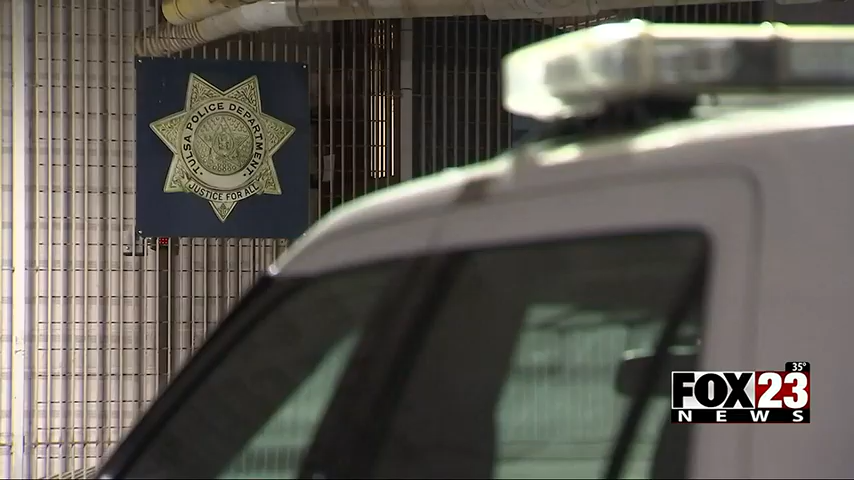 TULSA POLICE DEPARTMENT
JUSTICE FOR ALL
35°
FOX23
NEWS